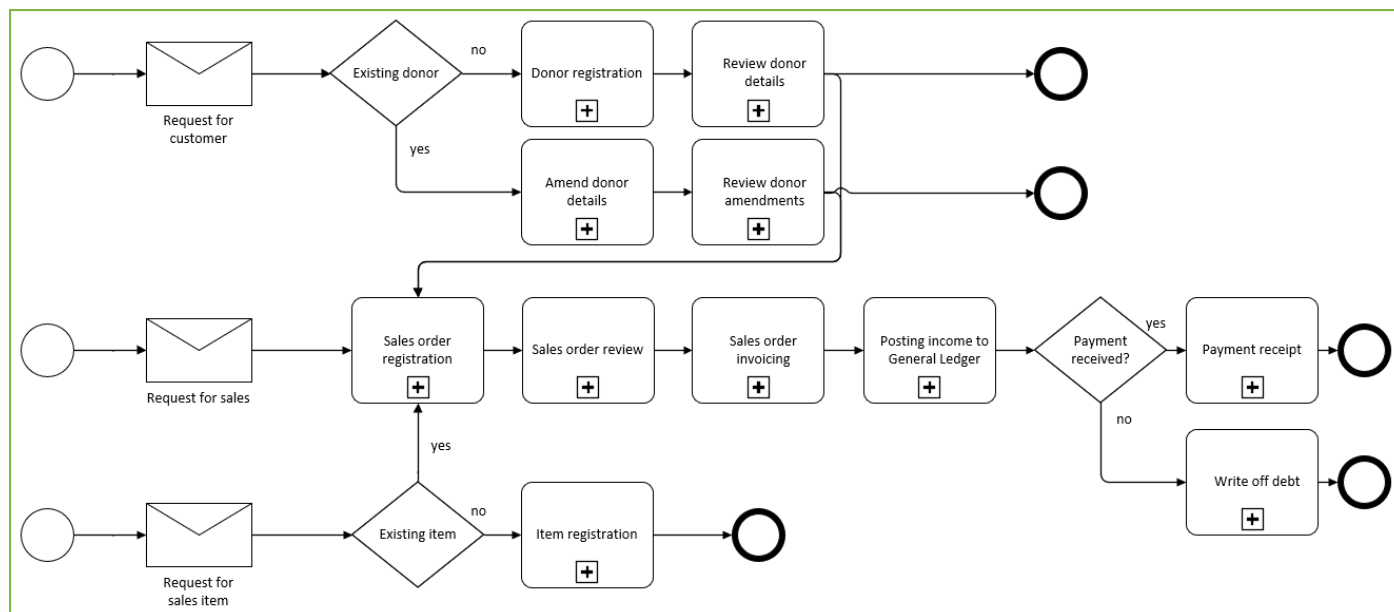 Existing donor
no
Donor registration
Review donor
details
Request for
customer
yes
Amend donor
details
Review donor
amendments
Sales order
registration
Sales order review
Sales order
invoicing
Posting income to
General Ledger
Payment
received?
yes
Payment receipt
Request for sales
no
yes
Write off debt
Existing item
no
Item registration
Request for
sales item